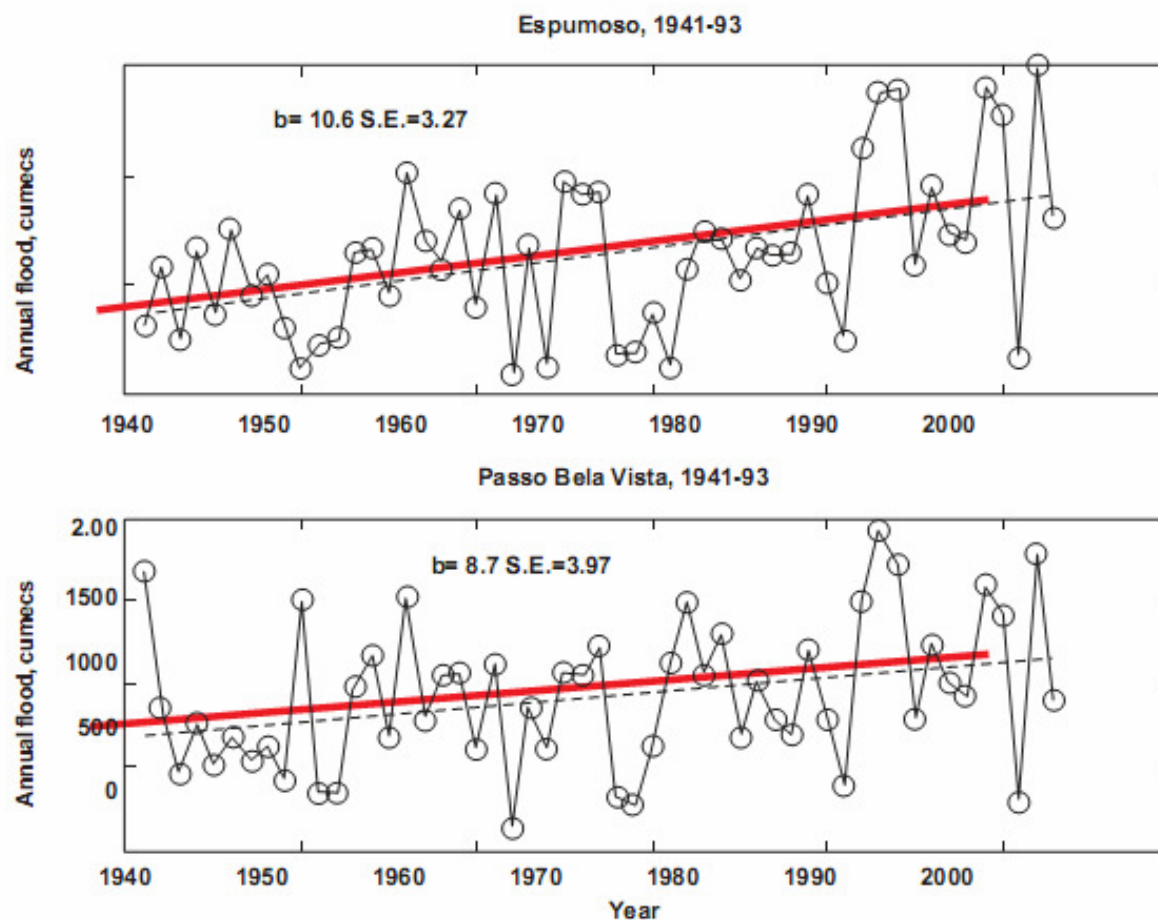 Espumoso, 1941-93
b= 10.6 S.E.=3.27
Annual flood, cumecs
1940 1950 1960 1970 1980 1990 2000
Passo Bela Vista, 1941-93
2.00
b= 8.7 S.E.=3.97
1500
1000
500
0
Annual flood, cumecs
1940 1950 1960 1970 1980 1990 2000
Year